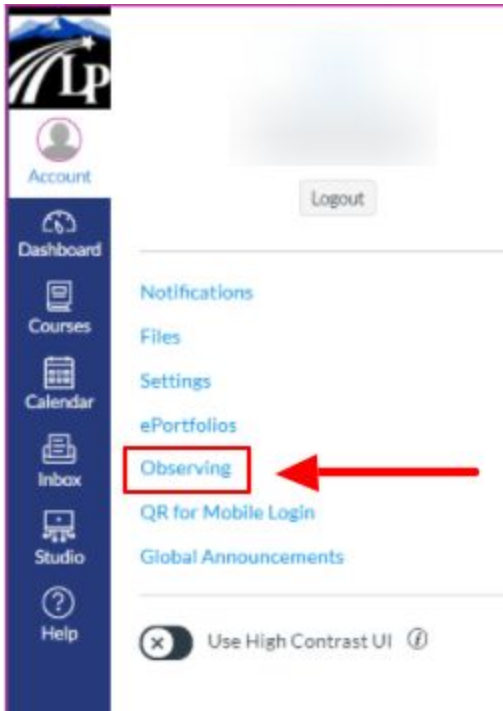 LP
Account
Dashboard
Courses
Calendar
Inbox
Studio
Help
Logout
Notifications
Files
Settings
ePortfolios
Observing
QR for Mobile Login
Global Announcements
Use High Contrast UI